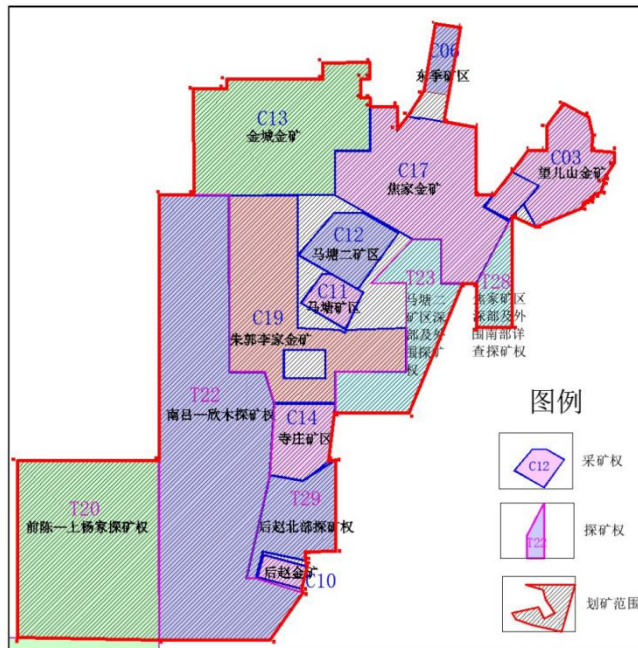 C06
东季矿区
C13
金城金矿
C03
望儿山金矿
C17
焦家金矿
C12
马塘二矿区
C11
马塘矿区
T23
马塘二
矿区深
部及外
围探矿
权
T28
焦家矿区
深部及外
围南部详
查探矿权
C19
朱郭李家金矿
T22
南吕—欣木探矿权
C14
寺庄矿区
T20
前陈—上杨家探矿权
T29
后赵北部探矿权
后赵金矿
C10
图例
C12
采矿权
T22
探矿权
划矿范围